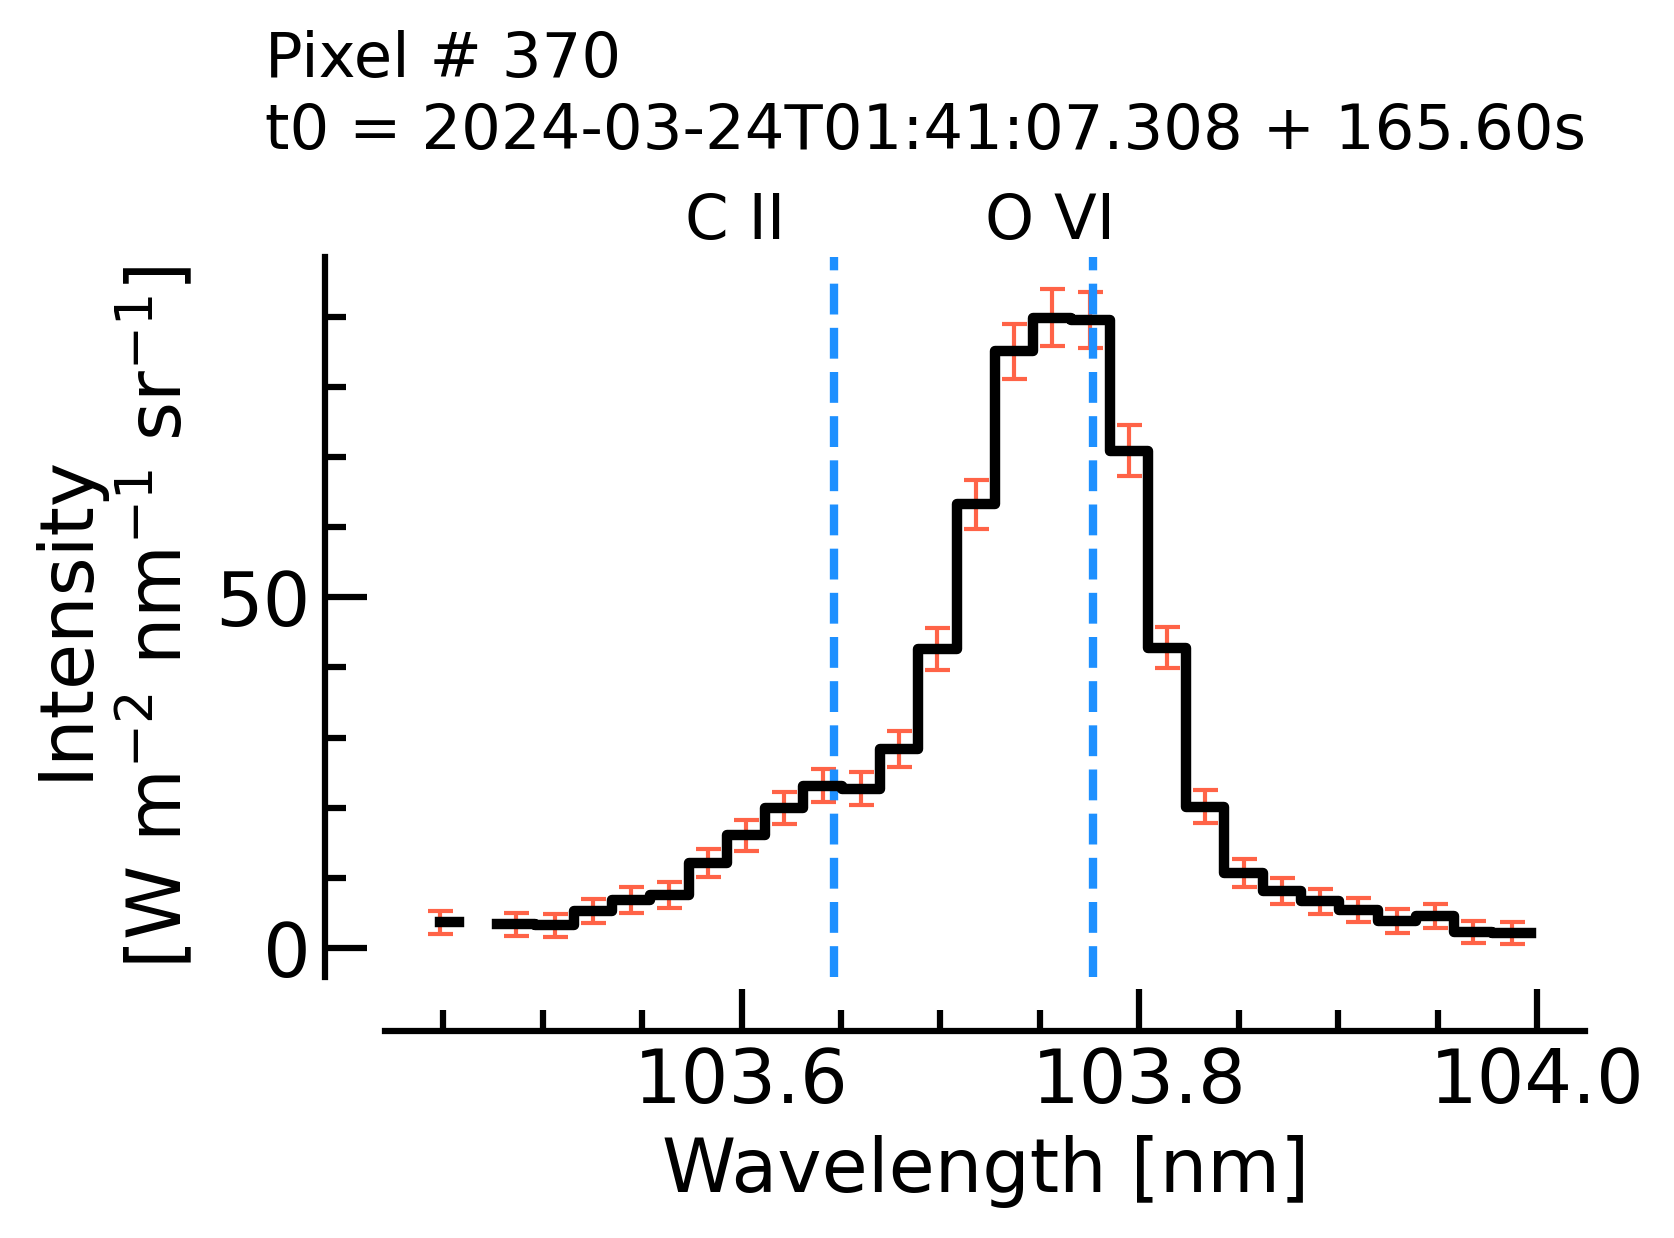 Pixel # 370
t0 = 2024-03-24T01:41:07.308 + 165.60s
C II O VI
Intensity
[W m⁻² nm⁻¹ sr⁻¹]
50
0
103.6 103.8 104.0
Wavelength [nm]